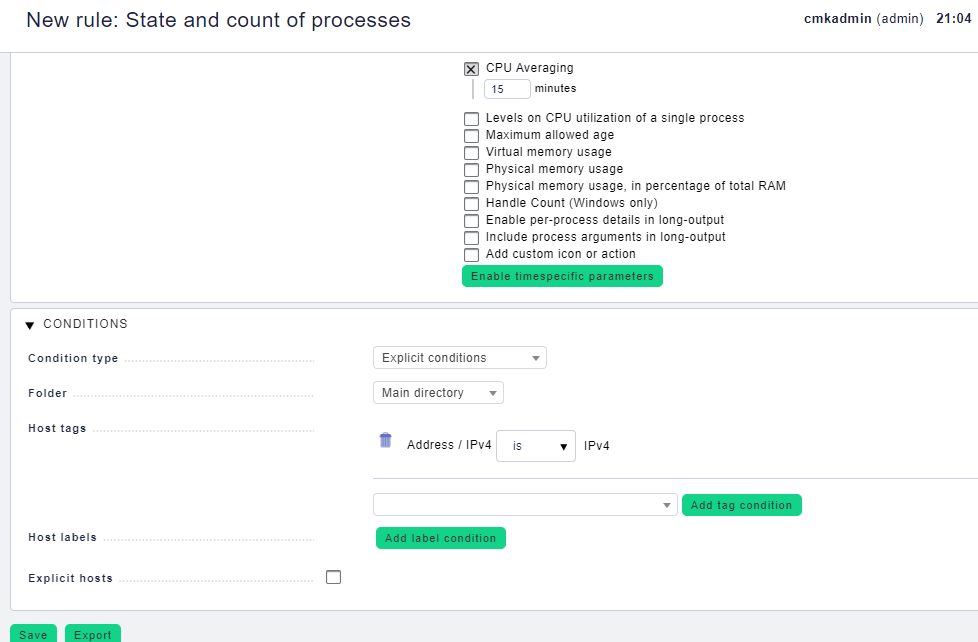 New rule: State and count of processes
cmkadmin (admin) 21:04
CPU Averaging
15 minutes
Levels on CPU utilization of a single process
Maximum allowed age
Virtual memory usage
Physical memory usage
Physical memory usage, in percentage of total RAM
Handle Count (Windows only)
Enable per-process details in long-output
Include process arguments in long-output
Add custom icon or action
Enable timespecific parameters
CONDITIONS
Condition type Explicit conditions
Folder Main directory
Host tags
Address / IPv4 is IPv4
Add tag condition
Host labels Add label condition
Explicit hosts
Save Export